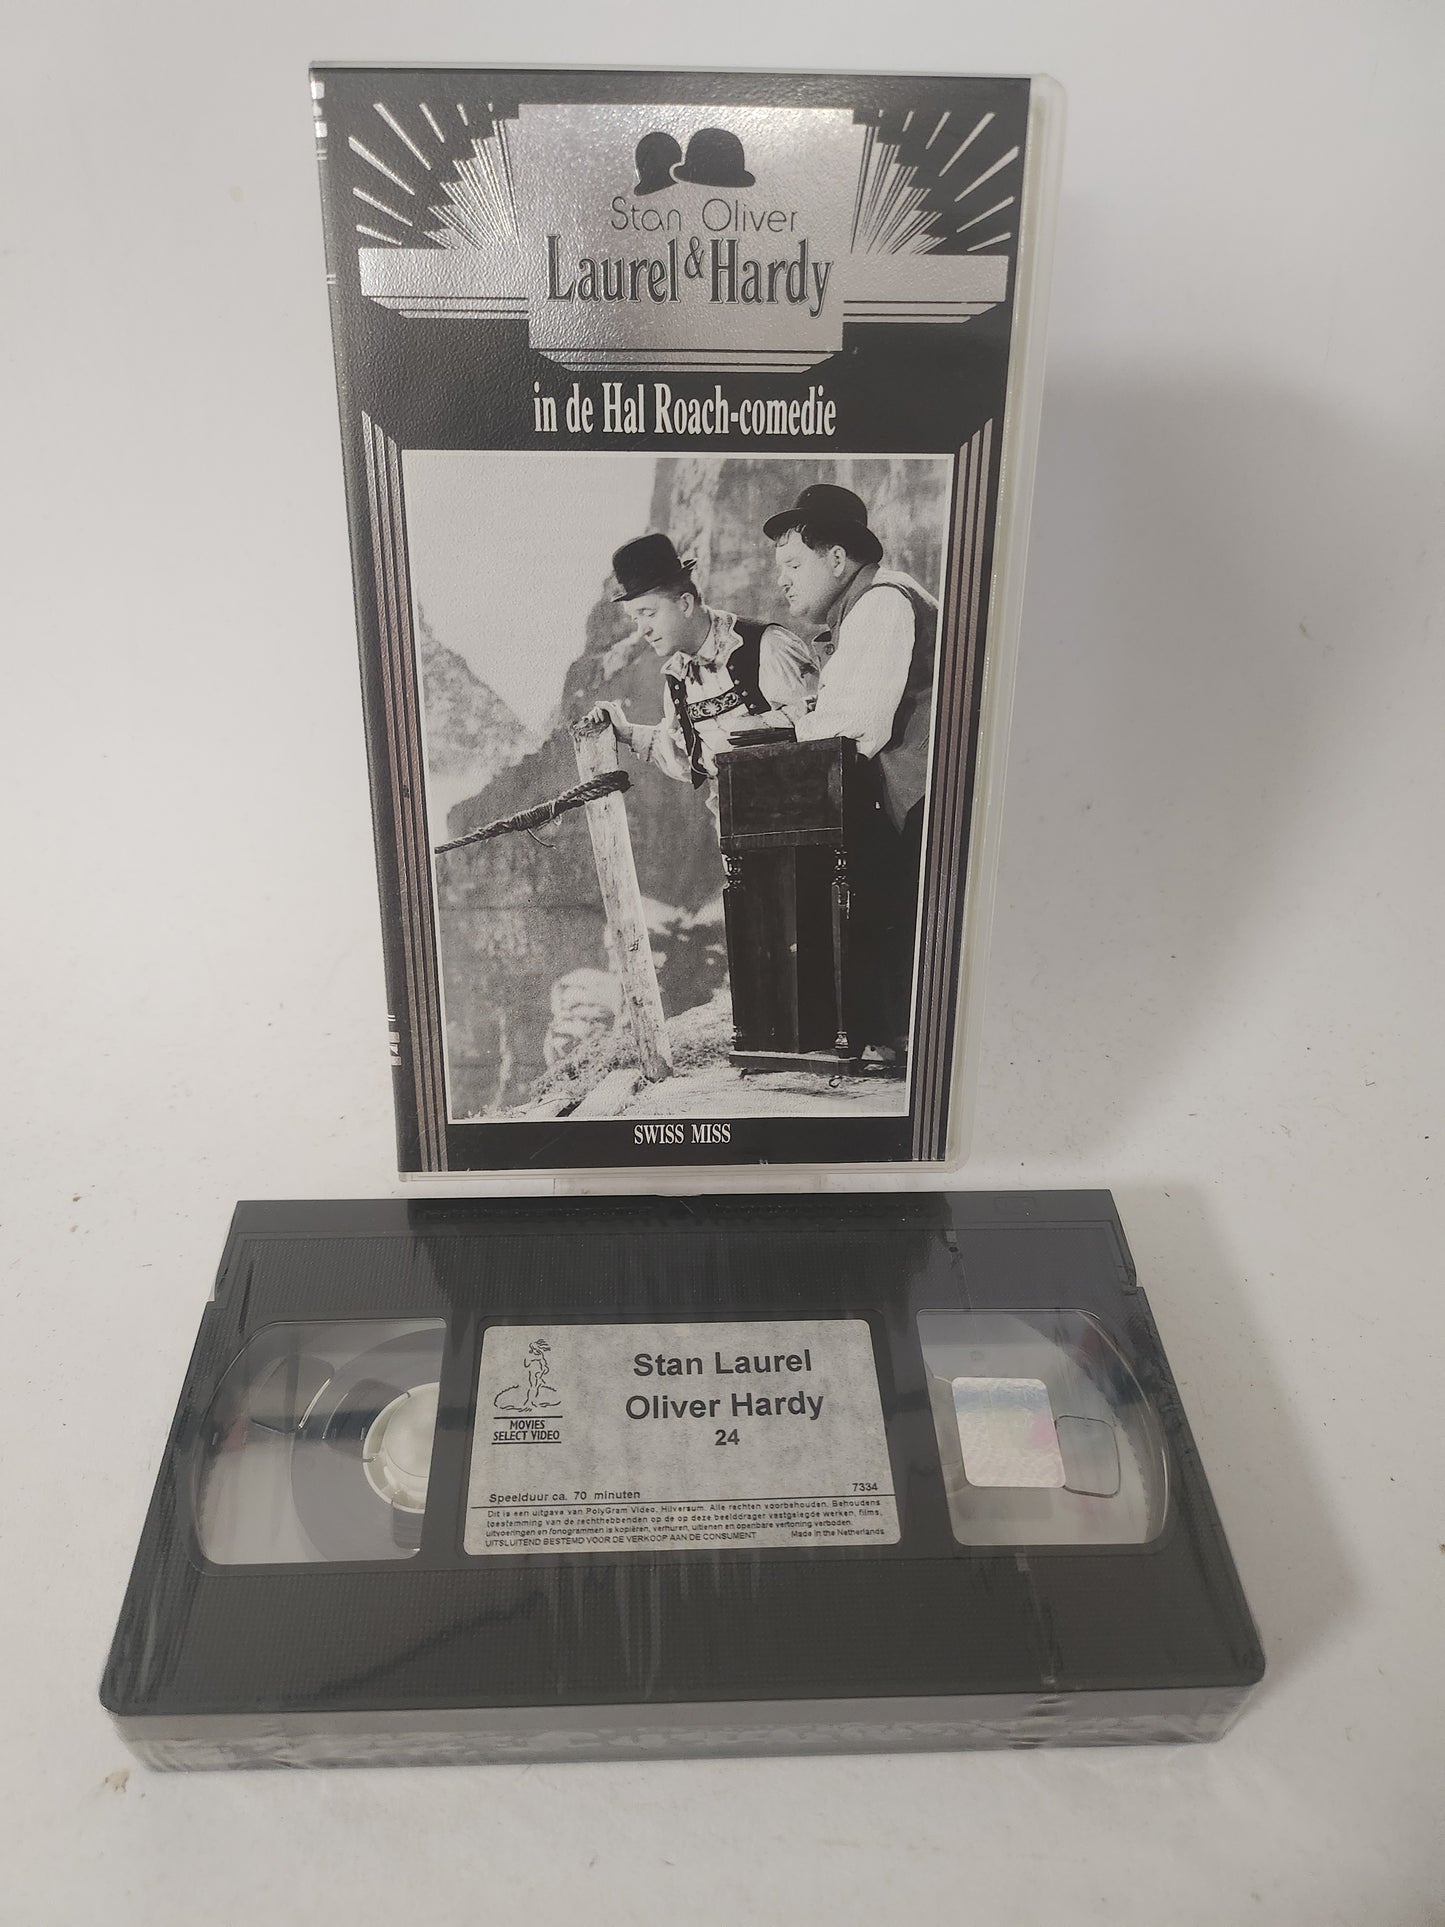 Stan Oliver
Laurel & Hardy
in de Hal Roach-comedie
SWISS MISS
MOVIES
SELECT VIDEO
Stan Laurel
Oliver Hardy
24
Speelduur ca. 70 minuten
7334
Dit is een uitgave van PolyGram Video, Hilversum. Alle rechten voorbehouden. Behoudens
toestemming van de rechthebbenden op de op deze beelddrager vastgelegde werken, films,
uitvoeringen en fonogrammen is kopiëren, verhuren, uitlenen en openbare vertoning verboden.
UITSLUITEND BESTEMD VOOR DE VERKOOP AAN DE CONSUMENT
Made in the Netherlands